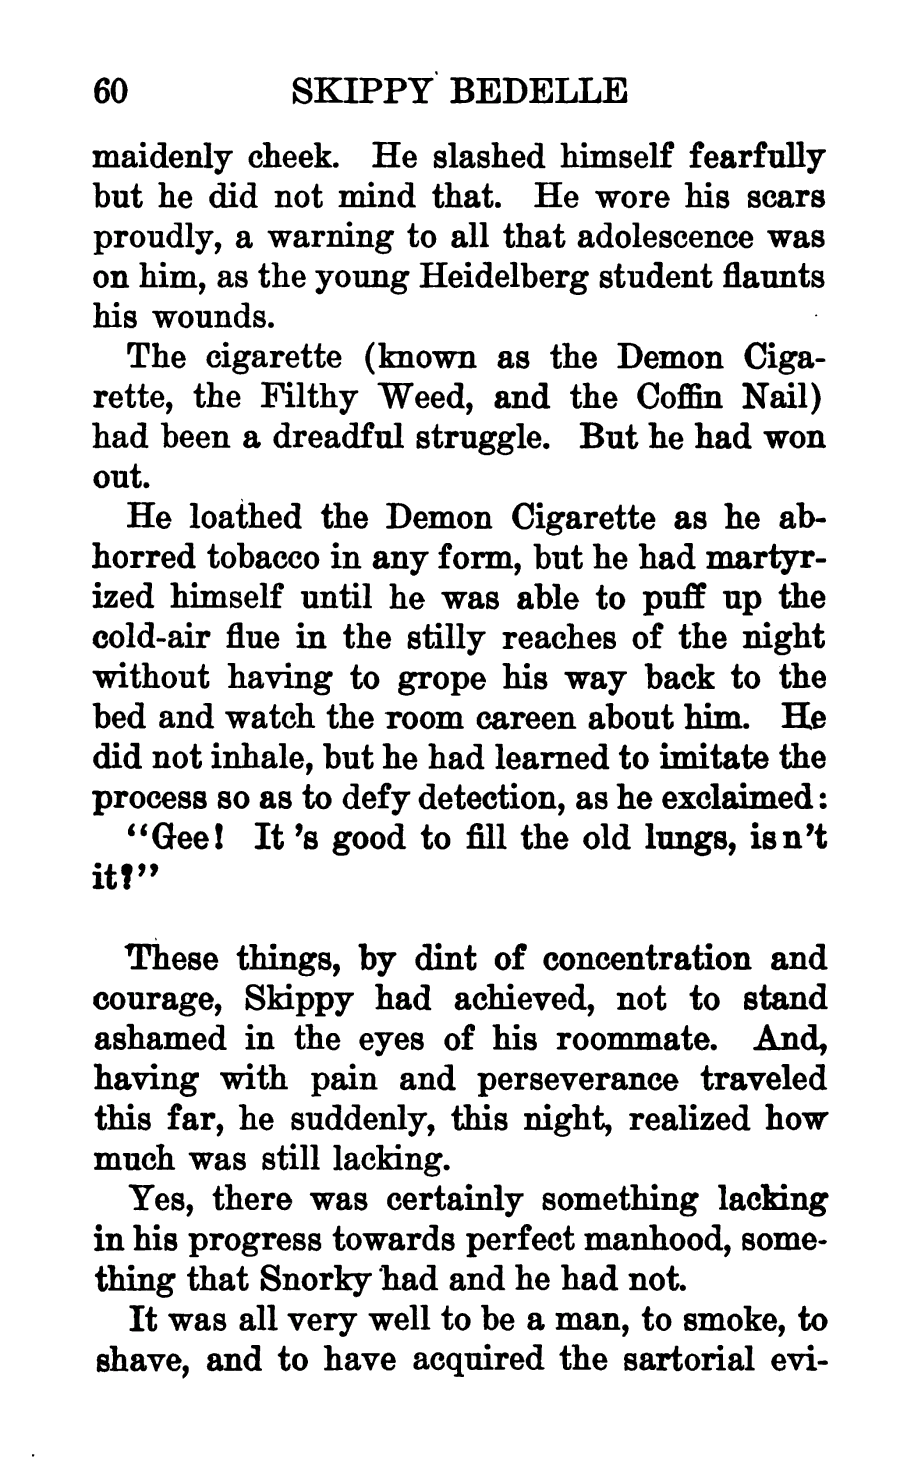 60 SKIPPY BEDELLE
maidenly cheek. He slashed himself fearfully
but he did not mind that. He wore his scars
proudly, a warning to all that adolescence was
on him, as the young Heidelberg student flaunts
his wounds.
The cigarette (known as the Demon Ciga-
rette, the Filthy Weed, and the Coffin Nail)
had been a dreadful struggle. But he had won
out.
He loathed the Demon Cigarette as he ab-
horred tobacco in any form, but he had martyr-
ized himself until he was able to puff up the
cold-air flue in the stilly reaches of the night
without having to grope his way back to the
bed and watch the room careen about him. He
did not inhale, but he had learned to imitate the
process so as to defy detection, as he exclaimed:
“Gee! It ’s good to fill the old lungs, isn’t
it?”
These things, by dint of concentration and
courage, Skippy had achieved, not to stand
ashamed in the eyes of his roommate. And,
having with pain and perseverance traveled
this far, he suddenly, this night, realized how
much was still lacking.
Yes, there was certainly something lacking
in his progress towards perfect manhood, some-
thing that Snorky had and he had not.
It was all very well to be a man, to smoke, to
shave, and to have acquired the sartorial evi-